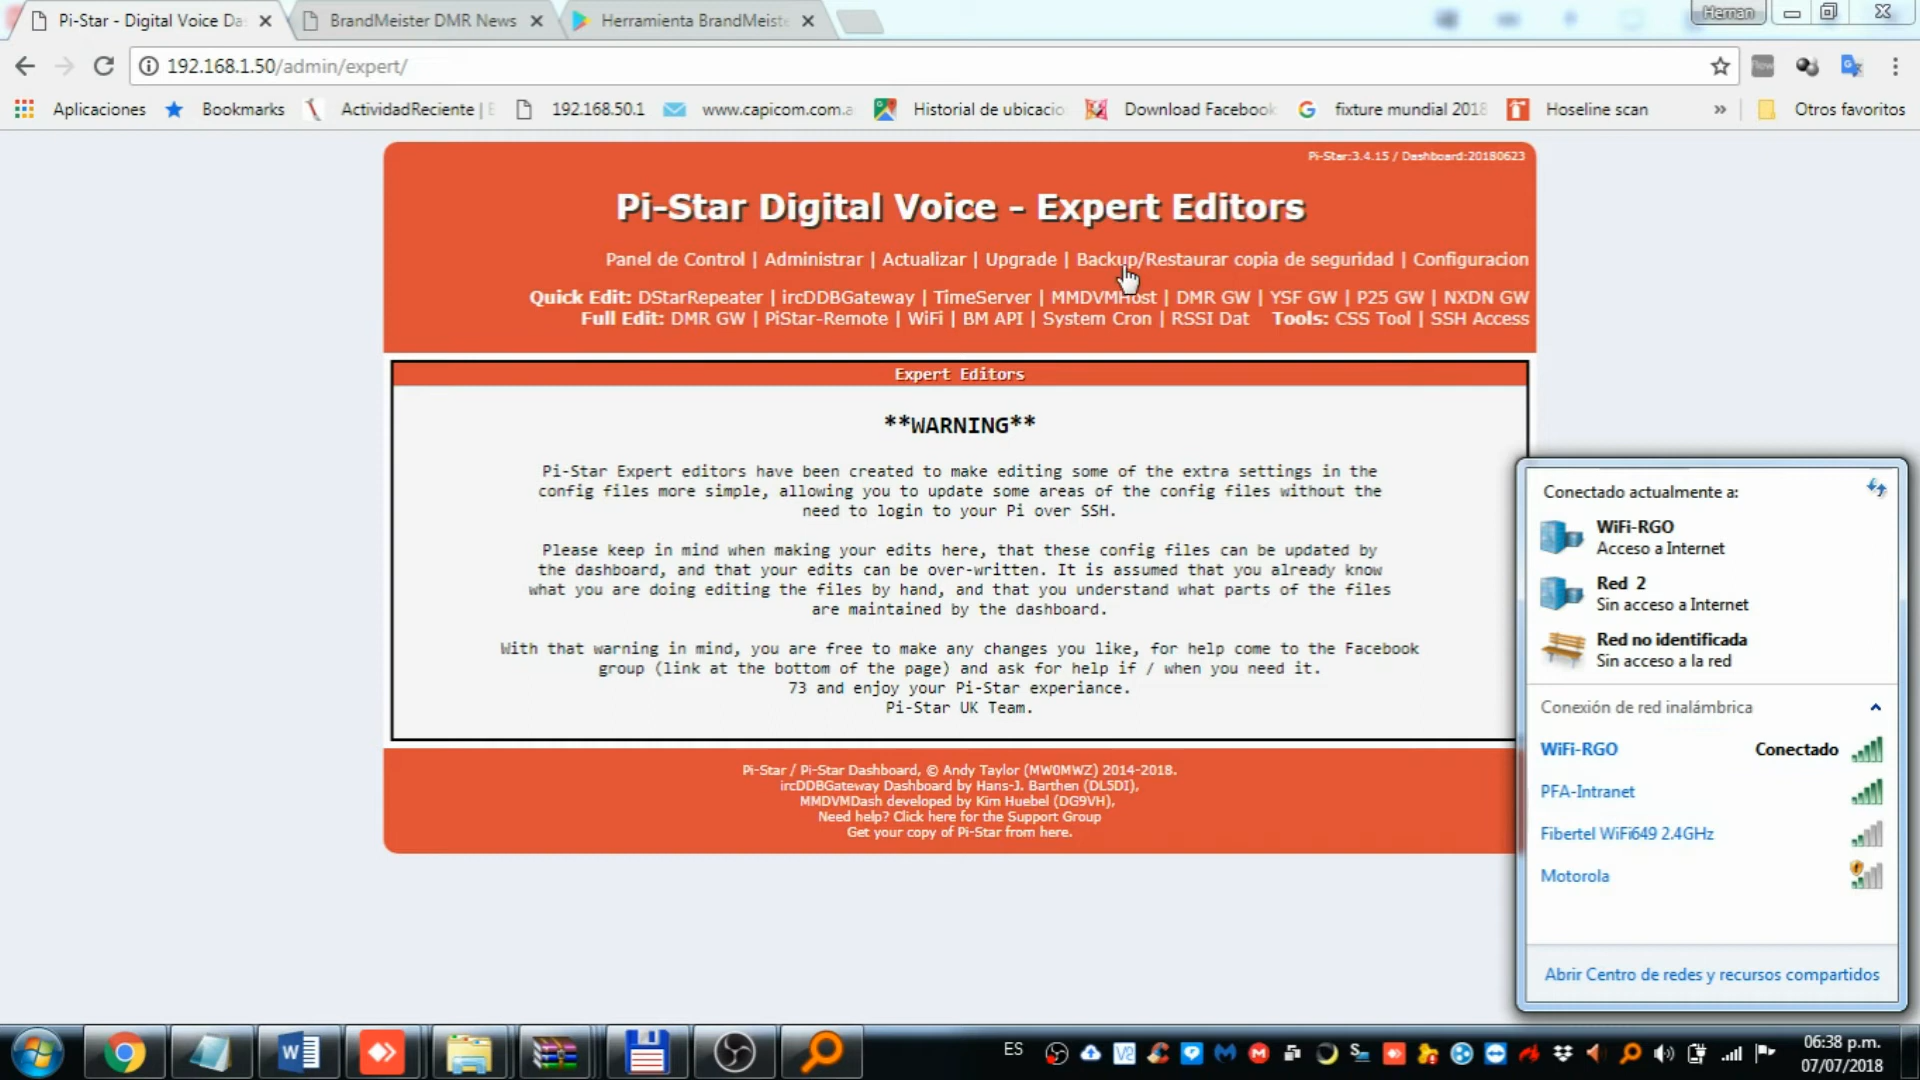 Pi-Star - Digital Voice Da
BrandMeister DMR News
Herramienta BrandMeiste
Hernan
192.168.1.50/admin/expert/
Aplicaciones
Bookmarks
ActividadReciente | E
192.168.50.1
www.capicom.com.a
Historial de ubicacio
Download Facebook
fixture mundial 2018
Hoseline scan
»
Otros favoritos
Pi-Star:3.4.15 / Dashboard:20180623
Pi-Star Digital Voice - Expert Editors
Panel de Control | Administrar | Actualizar | Upgrade | Backup/Restaurar copia de seguridad | Configuracion
Quick Edit: DStarRepeater | ircDDBGateway | TimeServer | MMDVMHost | DMR GW | YSF GW | P25 GW | NXDN GW
Full Edit: DMR GW | PiStar-Remote | WiFi | BM API | System Cron | RSSI Dat Tools: CSS Tool | SSH Access
Expert Editors
**WARNING**
Pi-Star Expert editors have been created to make editing some of the extra settings in the
config files more simple, allowing you to update some areas of the config files without the
need to login to your Pi over SSH.
Please keep in mind when making your edits here, that these config files can be updated by
the dashboard, and that your edits can be over-written. It is assumed that you already know
what you are doing editing the files by hand, and that you understand what parts of the files
are maintained by the dashboard.
With that warning in mind, you are free to make any changes you like, for help come to the Facebook
group (link at the bottom of the page) and ask for help if / when you need it.
73 and enjoy your Pi-Star experiance.
Pi-Star UK Team.
Pi-Star / Pi-Star Dashboard, © Andy Taylor (MW0MWZ) 2014-2018.
ircDDBGateway Dashboard by Hans-J. Barthen (DL5DI),
MMDVMDash developed by Kim Huebel (DG9VH),
Need help? Click here for the Support Group
Get your copy of Pi-Star from here.
Conectado actualmente a:
WiFi-RGO
Acceso a Internet
Red 2
Sin acceso a Internet
Red no identificada
Sin acceso a la red
Conexión de red inalámbrica
WiFi-RGO Conectado
PFA-Intranet
Fibertel WiFi649 2.4GHz
Motorola
Abrir Centro de redes y recursos compartidos
ES
06:38 p.m.
07/07/2018